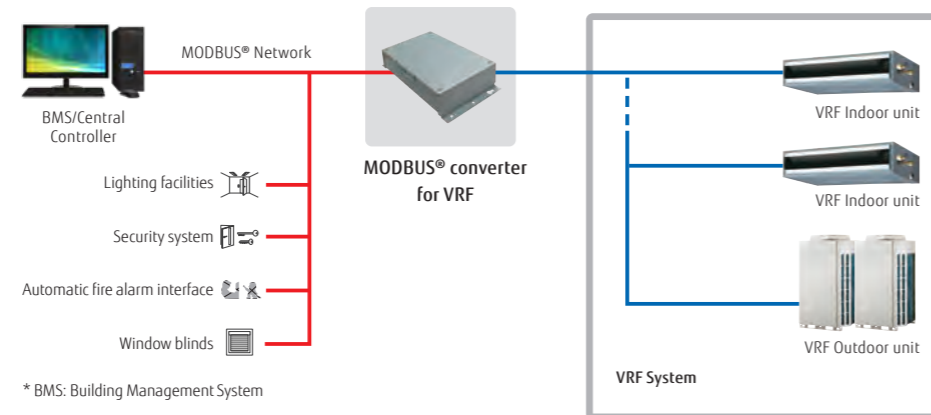 MODBUS® Network
BMS/Central
Controller
MODBUS® converter
for VRF
Lighting facilities
Security system
Automatic fire alarm interface
Window blinds
* BMS: Building Management System
VRF Indoor unit
VRF Indoor unit
VRF Outdoor unit
VRF System